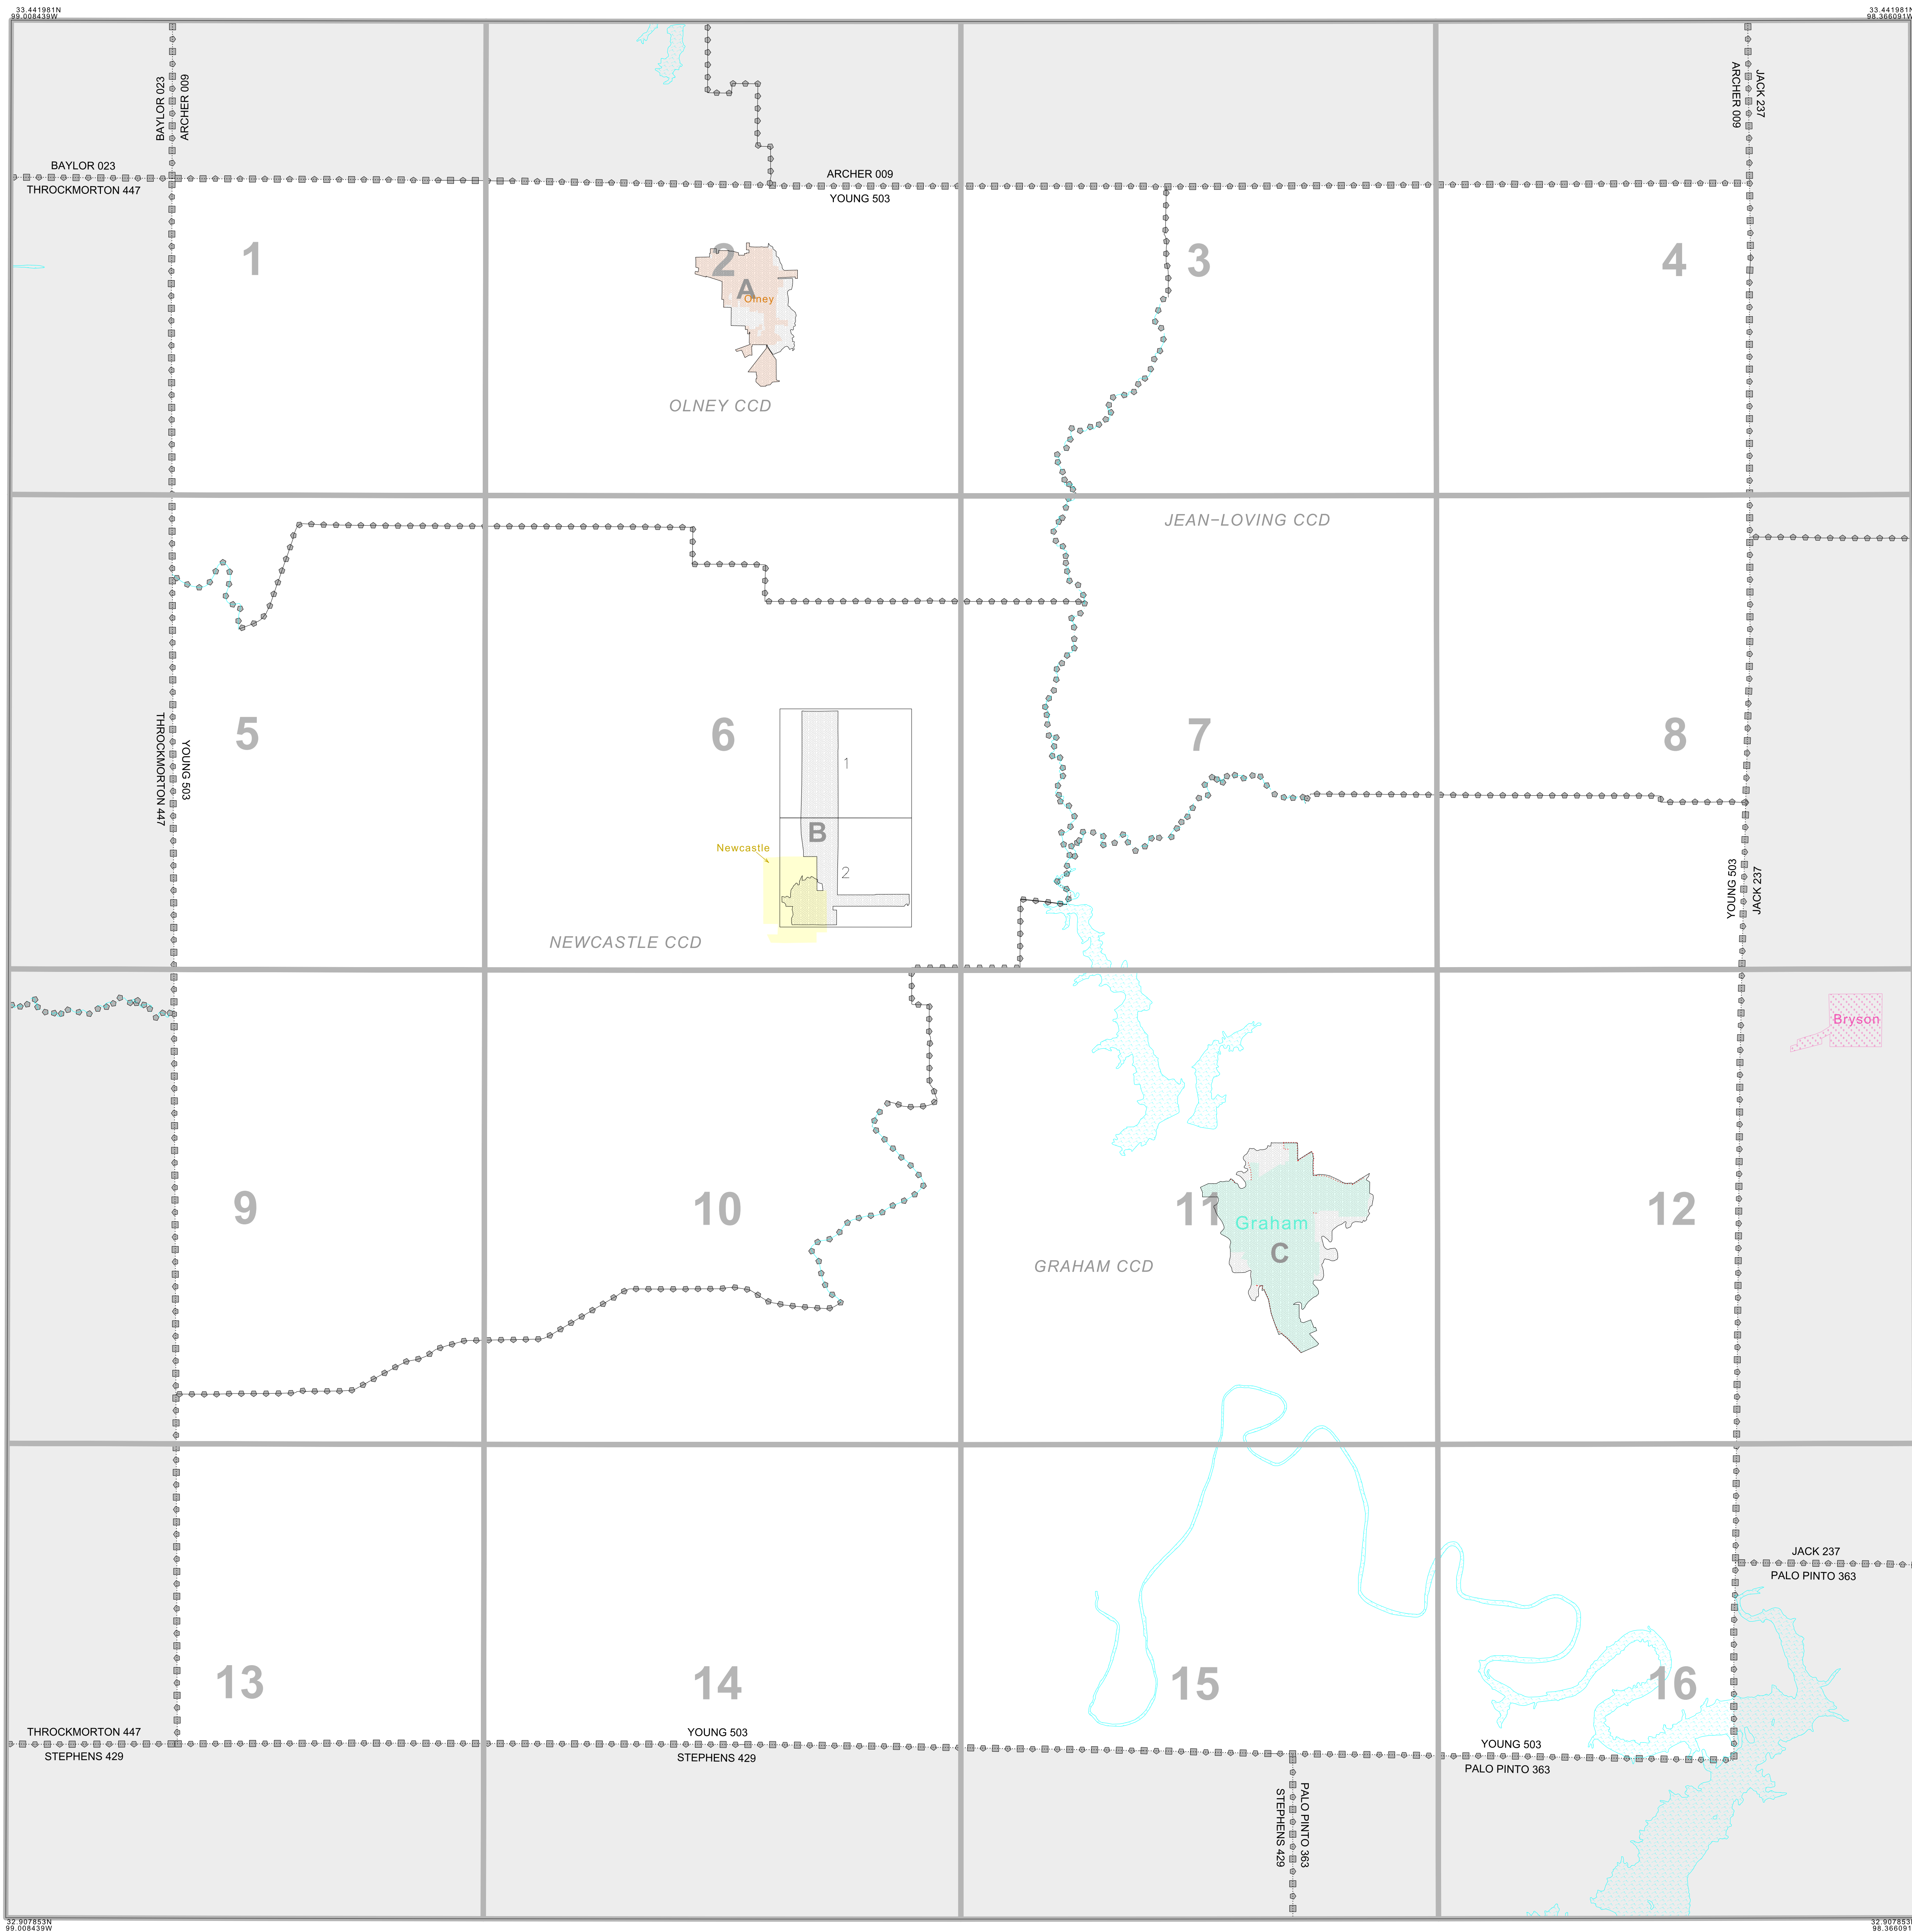 33.441981N
99.008439W
33.441981N
98.366091W
BAYLOR 023
ARCHER 009
ARCHER 009
JACK 237
BAYLOR 023
THROCKMORTON 447
ARCHER 009
YOUNG 503
1
2
3
4
A
Olney
OLNEY CCD
JEAN-LOVING CCD
5
6
7
8
THROCKMORTON 447
YOUNG 503
1
B
2
Newcastle
NEWCASTLE CCD
YOUNG 503
JACK 237
Bryson
9
10
11
12
Graham
C
GRAHAM CCD
JACK 237
PALO PINTO 363
13
14
15
16
THROCKMORTON 447
STEPHENS 429
YOUNG 503
STEPHENS 429
YOUNG 503
PALO PINTO 363
STEPHENS 429
PALO PINTO 363
32.907853N
99.008439W
32.907853N
98.366091W